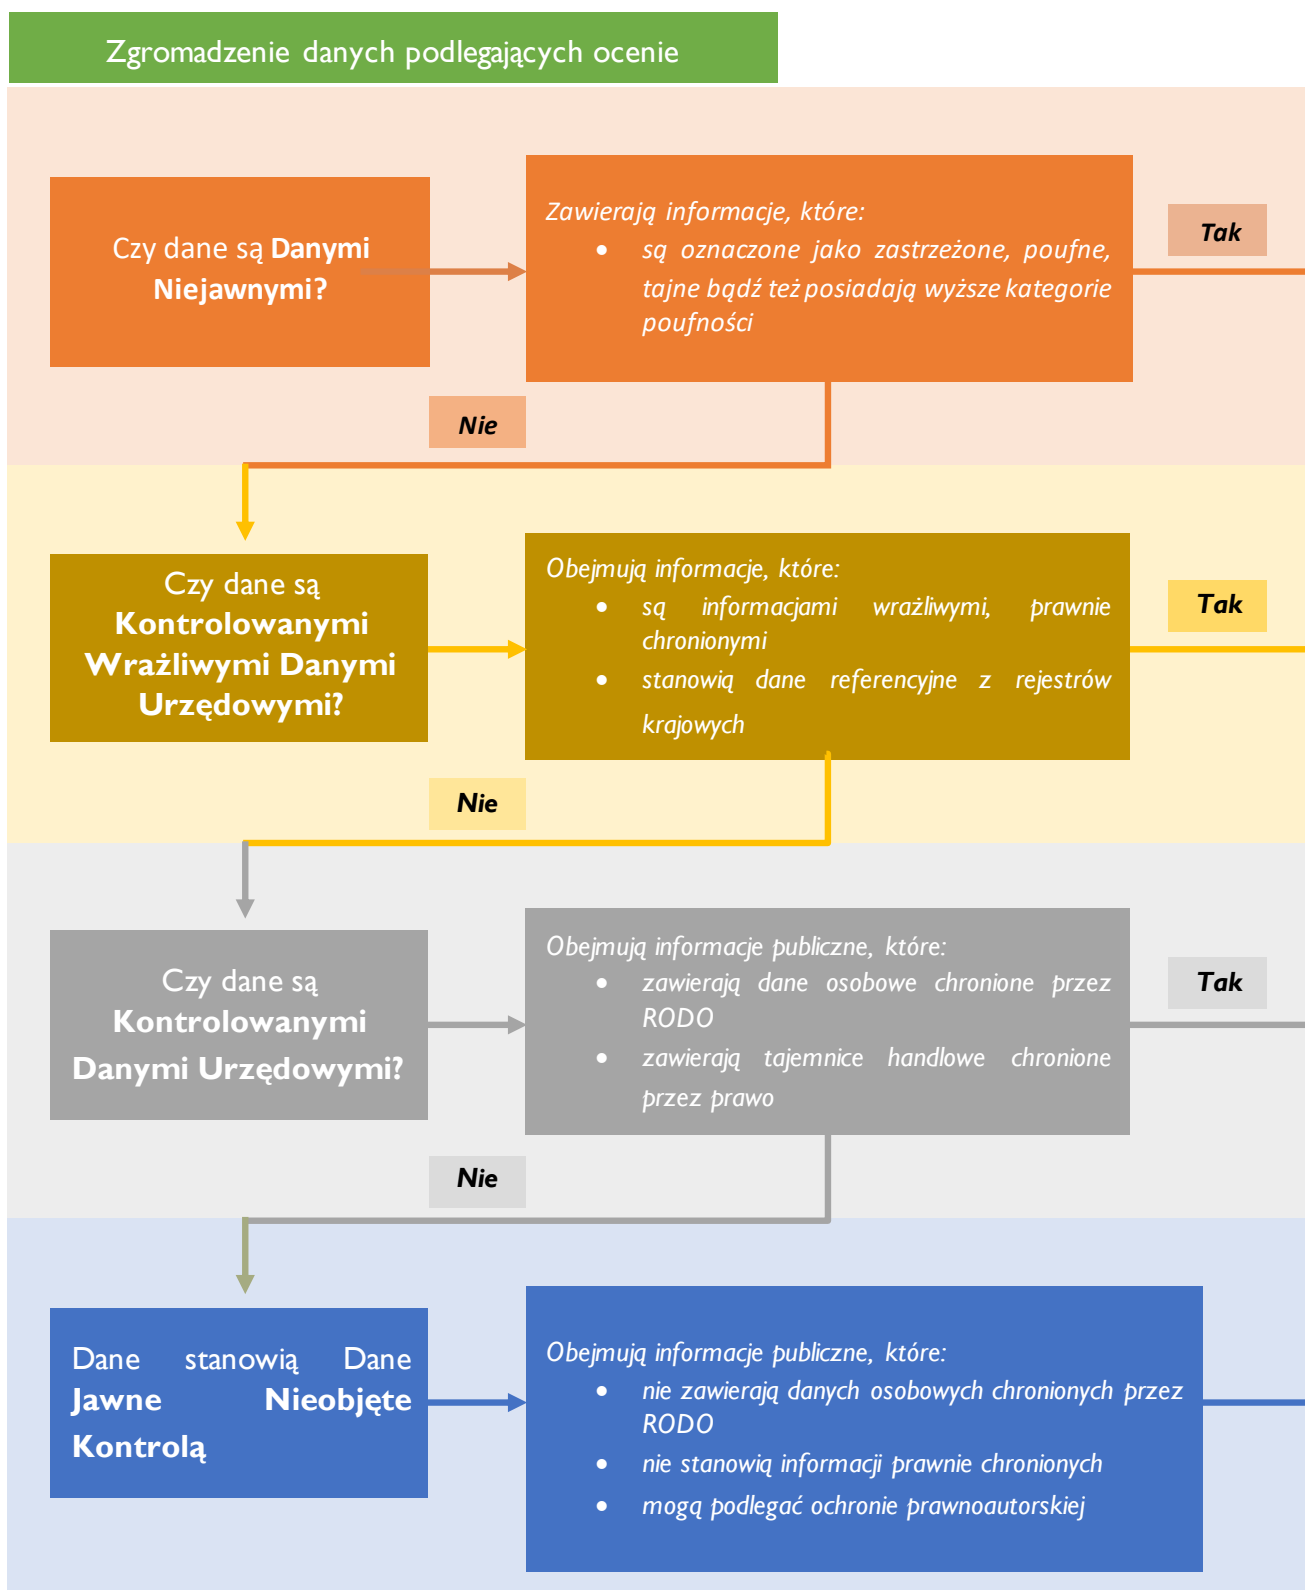 Zgromadzenie danych podlegających ocenie
Czy dane są Danymi
Niejawnymi?
Zawierają informacje, które:
• są oznaczone jako zastrzeżone, poufne,
tajne bądź też posiadają wyższe kategorie
poufności
Tak
Nie
Czy dane są
Kontrolowanymi
Wrażliwymi Danymi
Urzędowymi?
Obejmują informacje, które:
• są informacjami wrażliwymi, prawnie
chronionymi
• stanowią dane referencyjne z rejestrów
krajowych
Tak
Nie
Czy dane są
Kontrolowanymi
Danymi Urzędowymi?
Obejmują informacje publiczne, które:
• zawierają dane osobowe chronione przez
RODO
• zawierają tajemnice handlowe chronione
przez prawo
Tak
Nie
Dane stanowią Dane
Jawne Nieobjęte
Kontrolą
Obejmują informacje publiczne, które:
• nie zawierają danych osobowych chronionych przez
RODO
• nie stanowią informacji prawnie chronionych
• mogą podlegać ochronie prawnoautorskiej